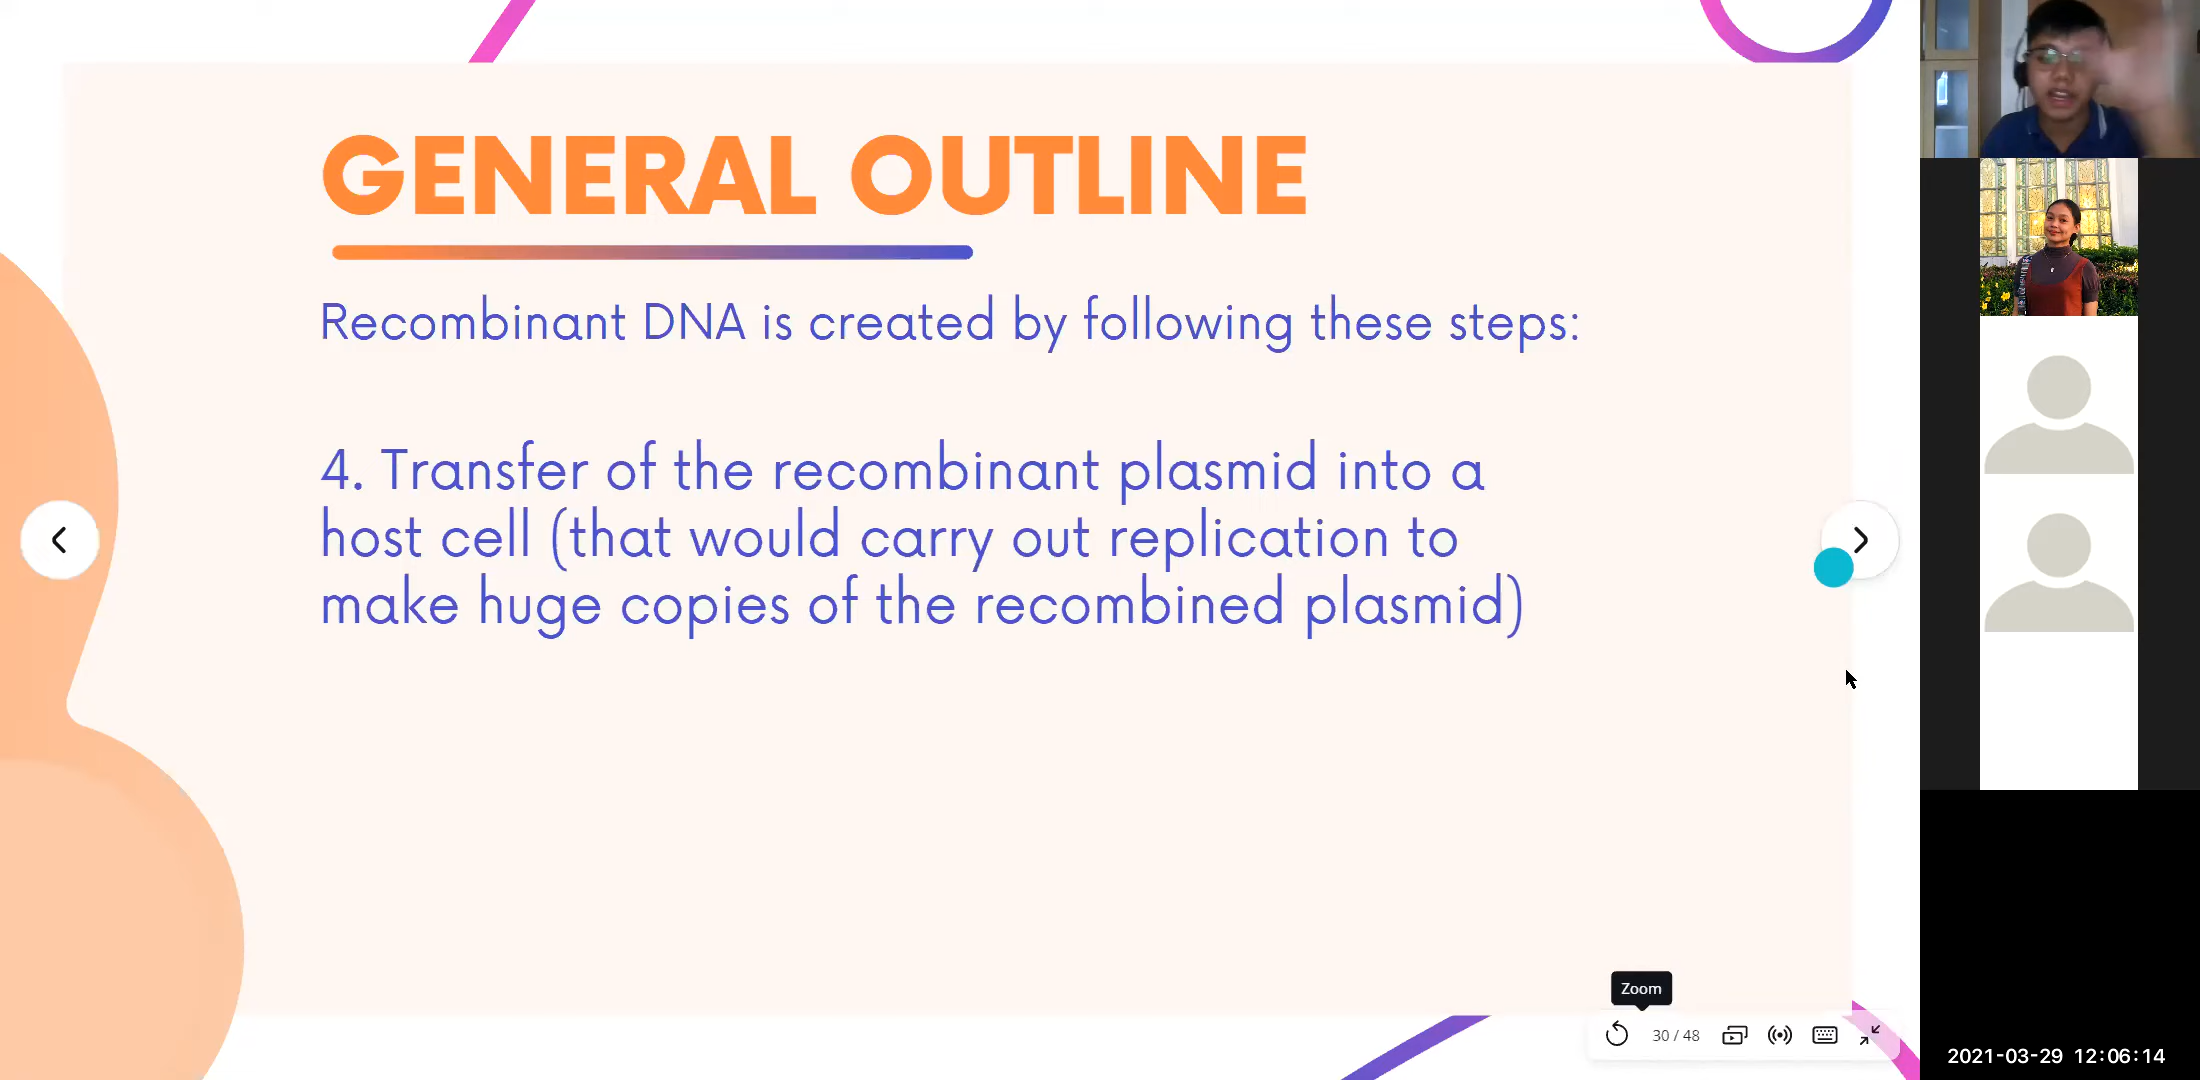 GENERAL OUTLINE
Recombinant DNA is created by following these steps:
4. Transfer of the recombinant plasmid into a
host cell (that would carry out replication to
make huge copies of the recombined plasmid)
Zoom
30 / 48
2021-03-29 12:06:14